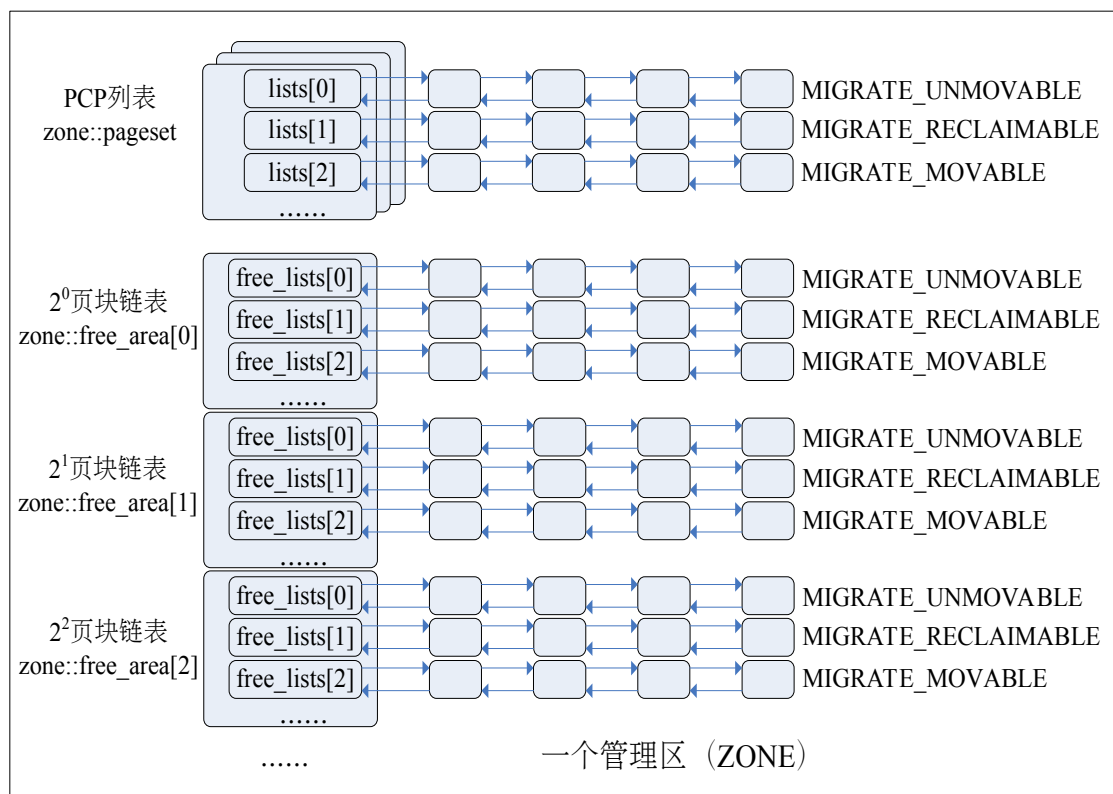 PCP列表
zone::pageset
lists[0]
MIGRATE_UNMOVABLE
lists[1]
MIGRATE_RECLAIMABLE
lists[2]
MIGRATE_MOVABLE
……
2⁰页块链表
zone::free_area[0]
free_lists[0]
MIGRATE_UNMOVABLE
free_lists[1]
MIGRATE_RECLAIMABLE
free_lists[2]
MIGRATE_MOVABLE
……
2¹页块链表
zone::free_area[1]
free_lists[0]
MIGRATE_UNMOVABLE
free_lists[1]
MIGRATE_RECLAIMABLE
free_lists[2]
MIGRATE_MOVABLE
……
2²页块链表
zone::free_area[2]
free_lists[0]
MIGRATE_UNMOVABLE
free_lists[1]
MIGRATE_RECLAIMABLE
free_lists[2]
MIGRATE_MOVABLE
……
……
一个管理区（ZONE）